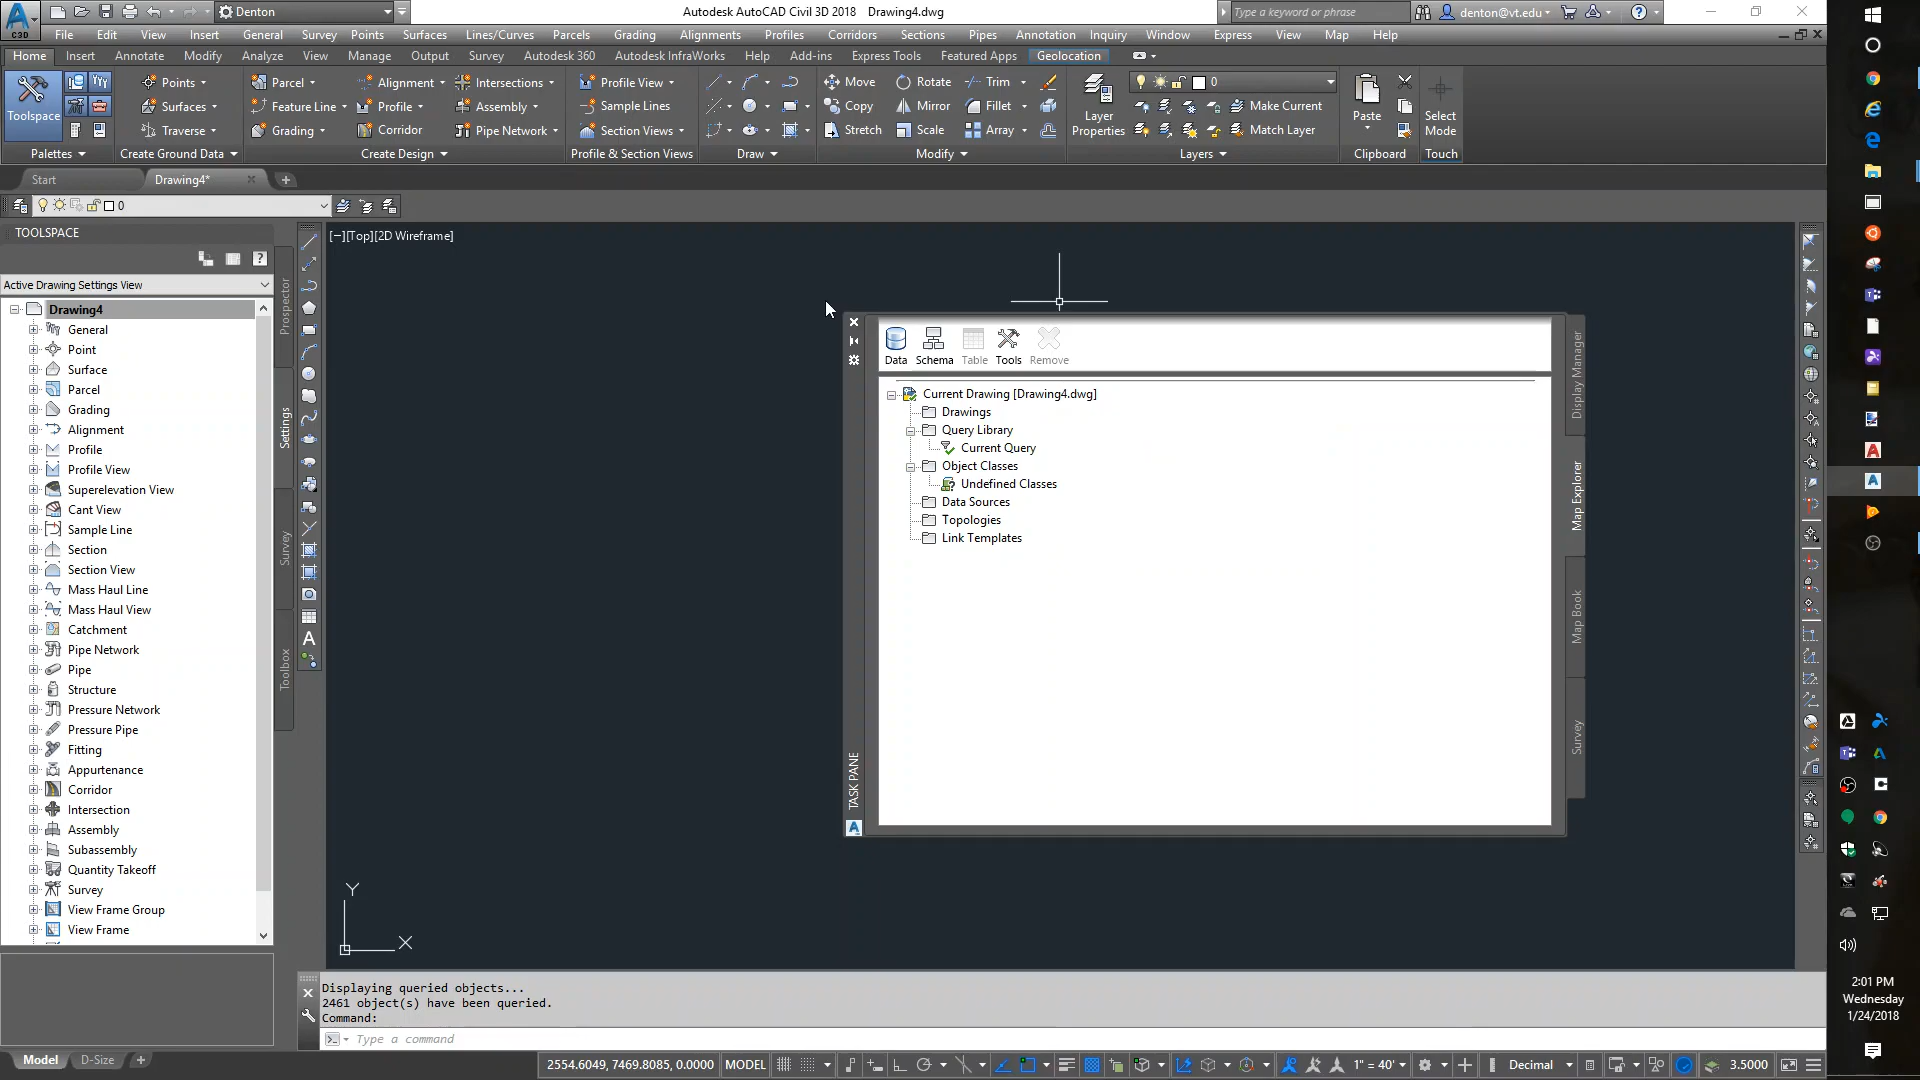 Denton
Autodesk AutoCAD Civil 3D 2018 Drawing4.dwg
Type a keyword or phrase
denton@vt.edu
C3D
File Edit View Insert General Survey Points Surfaces Lines/Curves Parcels Grading Alignments Profiles Corridors Sections Pipes Annotation Inquiry Window Express View Map Help
Home Insert Annotate Modify Analyze View Manage Output Survey Autodesk 360 Autodesk InfraWorks Help Add-ins Express Tools Featured Apps Geolocation
Points Parcel Alignment Intersections Profile View Move Rotate Trim 0
Surfaces Feature Line Profile Assembly Sample Lines Copy Mirror Fillet Make Current
Toolspace Layer Properties Paste Select Mode
Traverse Grading Corridor Pipe Network Section Views Stretch Scale Array Match Layer
Palettes Create Ground Data Create Design Profile & Section Views Draw Modify Layers Clipboard Touch
Start Drawing4*
0
TOOLSPACE
[−][Top][2D Wireframe]
Active Drawing Settings View
Drawing4
General
Point
Surface
Parcel
Grading
Alignment
Profile
Profile View
Superelevation View
Cant View
Sample Line
Section
Section View
Mass Haul Line
Mass Haul View
Catchment
Pipe Network
Pipe
Structure
Pressure Network
Pressure Pipe
Fitting
Appurtenance
Corridor
Intersection
Assembly
Subassembly
Quantity Takeoff
Survey
View Frame Group
View Frame
Prospector
Settings
Survey
Toolbox
Data Schema Table Tools Remove
Current Drawing [Drawing4.dwg]
Drawings
Query Library
Current Query
Object Classes
Undefined Classes
Data Sources
Topologies
Link Templates
TASK PANE
Display Manager
Map Explorer
Map Book
Survey
Y
X
Displaying queried objects...
2461 object(s) have been queried.
Command:
Type a command
Model D-Size
2554.6049, 7469.8085, 0.0000 MODEL 1" = 40' Decimal 3.5000
2:01 PM
Wednesday
1/24/2018